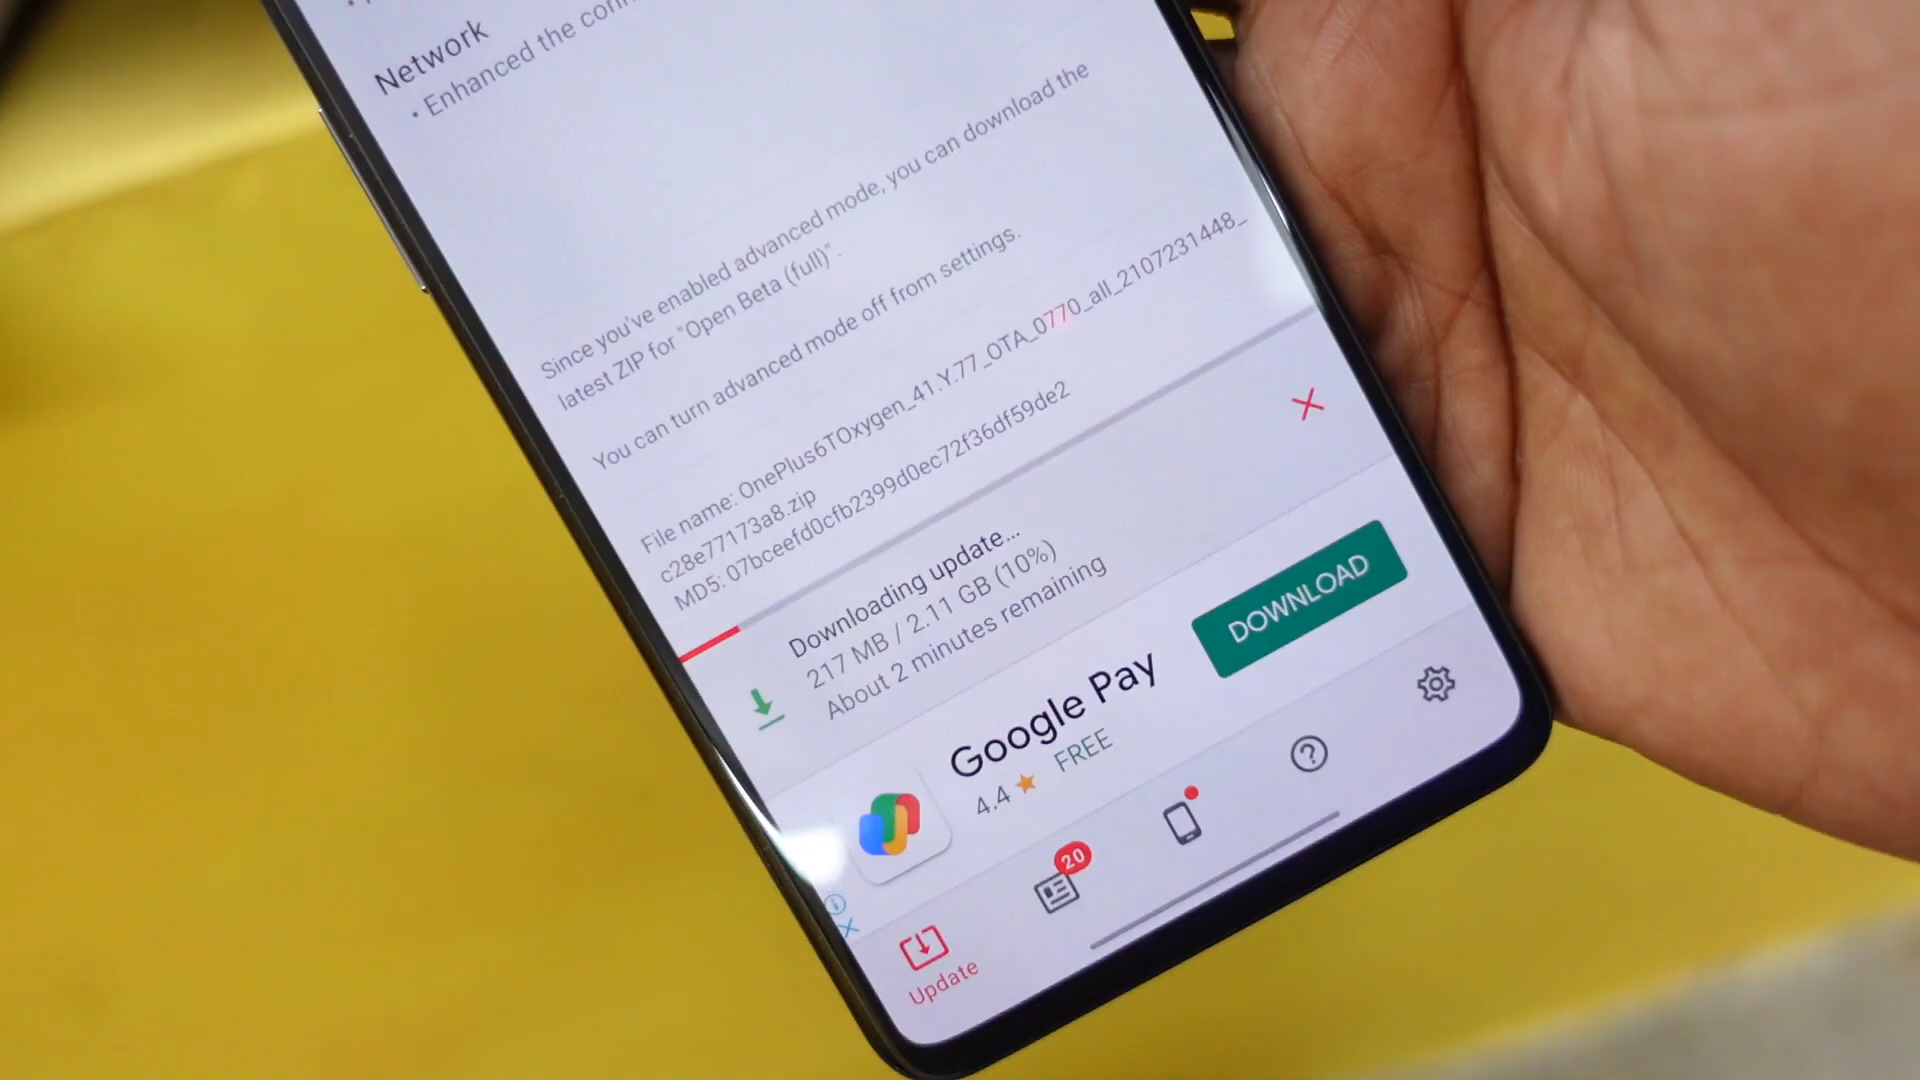 Network
• Enhanced the
Since you've enabled advanced mode, you can download the
latest ZIP for "Open Beta (full)".
You can turn advanced mode off from settings.
File name: OnePlus6TOxygen_41.Y.77_OTA_0770_all_2107231448_
c28e77173a8.zip
MD5: 07bceefd0cfb2399d0ec72f36df59de2
Downloading update...
217 MB / 2.11 GB (10%)
About 2 minutes remaining
Google Pay
4.4 FREE
DOWNLOAD
20
Update